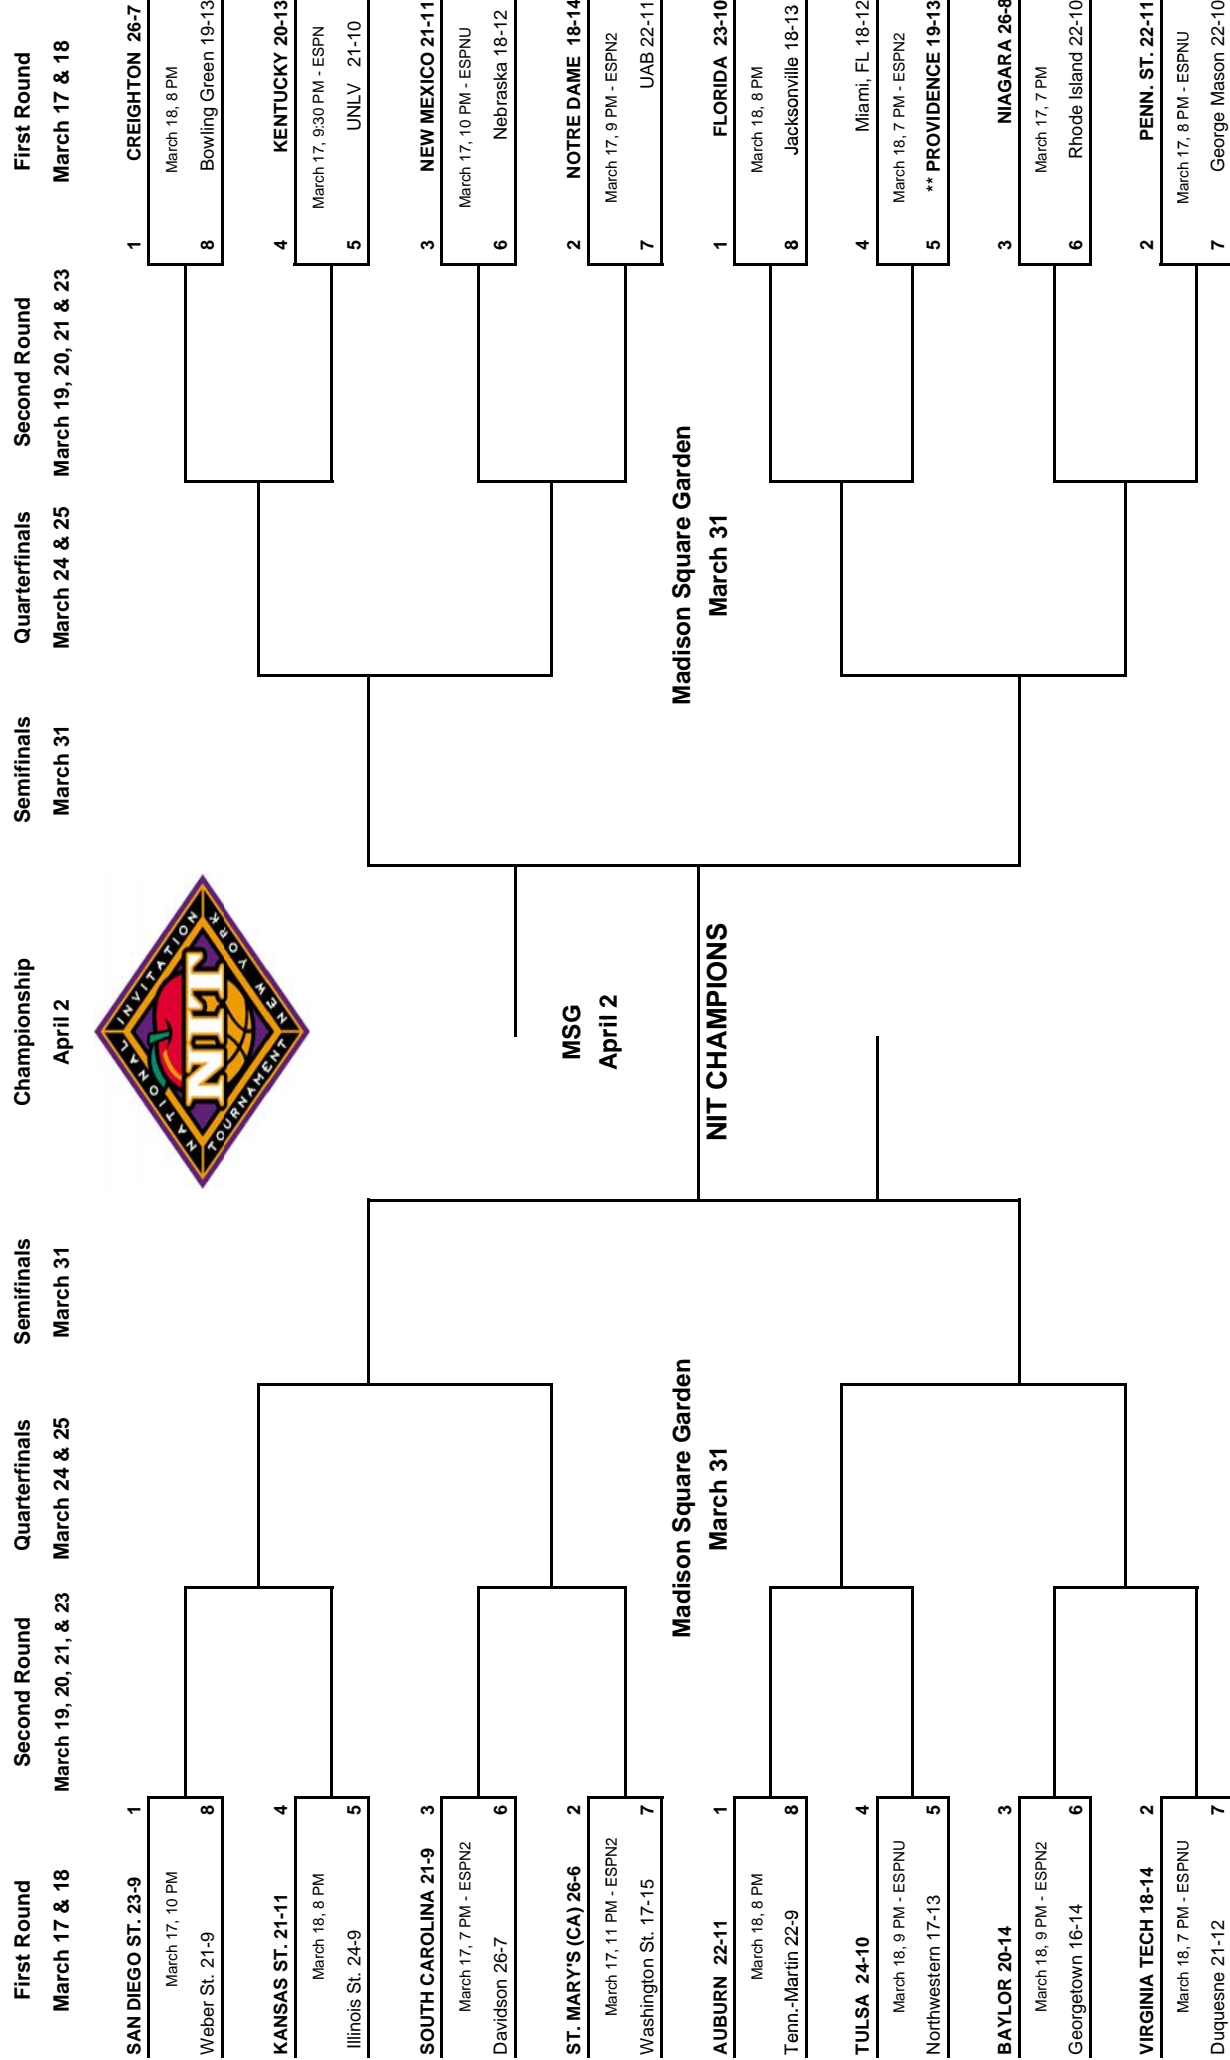 First Round Second Round Quarterfinals Semifinals Championship Semifinals Quarterfinals Second Round First Round
March 17 & 18 March 19, 20, 21, & 23 March 24 & 25 March 31 April 2 March 31 March 24 & 25 March 19, 20, 21 & 23 March 17 & 18
NATIONAL INVITATION
NIT
TOURNAMENT NEW YORK
SAN DIEGO ST. 23-9 1
March 17, 10 PM
Weber St. 21-9 8
KANSAS ST. 21-11 4
March 18, 8 PM
Illinois St. 24-9 5
SOUTH CAROLINA 21-9 3
March 17, 7 PM - ESPN2
Davidson 26-7 6
ST. MARY'S (CA) 26-6 2
March 17, 11 PM - ESPN2
Washington St. 17-15 7
Madison Square Garden
March 31
AUBURN 22-11 1
March 18, 8 PM
Tenn.-Martin 22-9 8
TULSA 24-10 4
March 18, 9 PM - ESPNU
Northwestern 17-13 5
BAYLOR 20-14 3
March 18, 9 PM - ESPN2
Georgetown 16-14 6
VIRGINIA TECH 18-14 2
March 18, 7 PM - ESPNU
Duquesne 21-12 7
MSG
April 2
NIT CHAMPIONS
1 CREIGHTON 26-7
March 18, 8 PM
8 Bowling Green 19-13
4 KENTUCKY 20-13
March 17, 9:30 PM - ESPN
5 UNLV 21-10
3 NEW MEXICO 21-11
March 17, 10 PM - ESPNU
6 Nebraska 18-12
2 NOTRE DAME 18-14
March 17, 9 PM - ESPN2
7 UAB 22-11
Madison Square Garden
March 31
1 FLORIDA 23-10
March 18, 8 PM
8 Jacksonville 18-13
4 Miami, FL 18-12
March 18, 7 PM - ESPN2
5 ** PROVIDENCE 19-13
3 NIAGARA 26-8
March 17, 7 PM
6 Rhode Island 22-10
2 PENN. ST. 22-11
March 17, 8 PM - ESPNU
7 George Mason 22-10